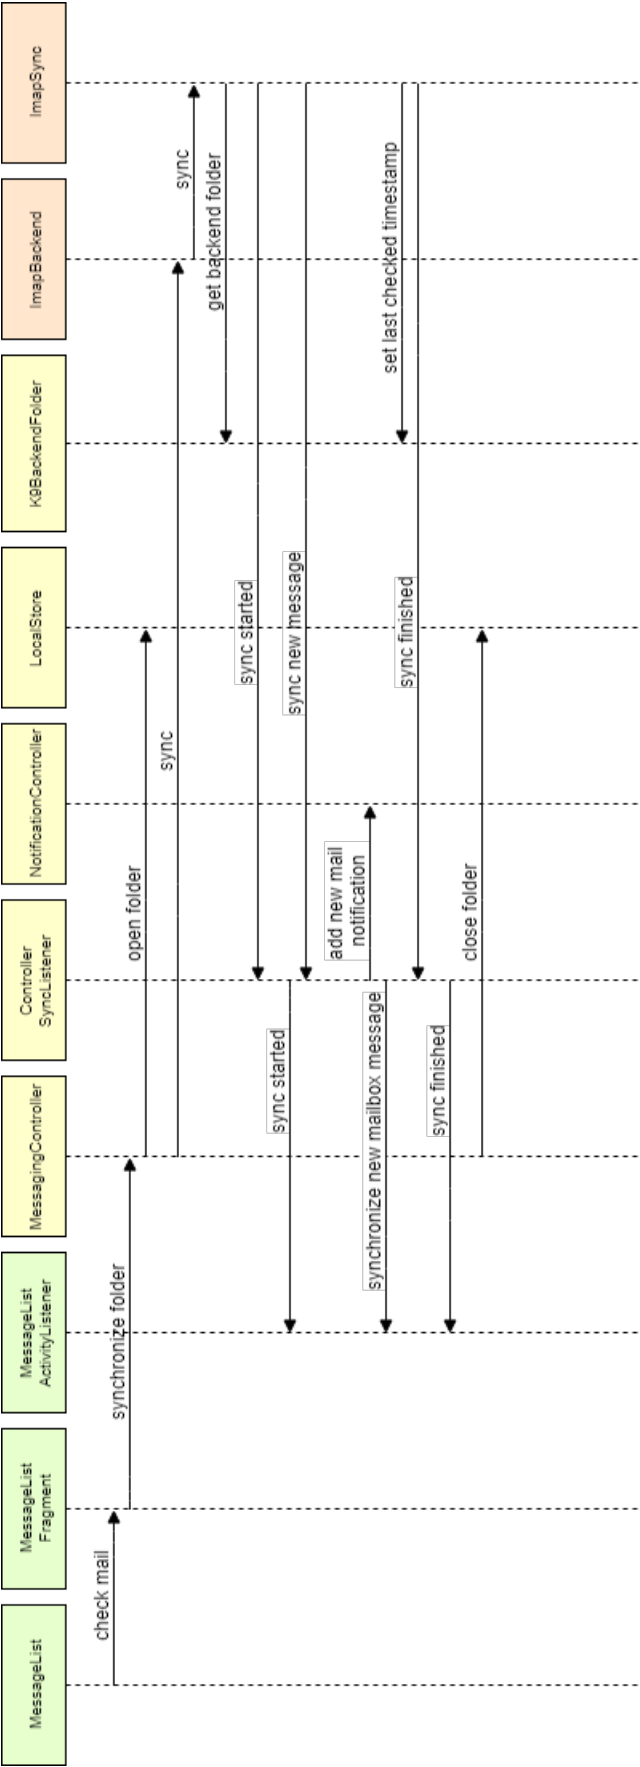 MessageList
MessageList
Fragment
MessageList
ActivityListener
MessagingController
Controller
SyncListener
NotificationController
LocalStore
K9BackendFolder
ImapBackend
ImapSync
check mail
synchronize folder
open folder
sync
sync
get backend folder
sync started
sync started
sync new message
add new mail
notification
synchronize new mailbox message
set last checked timestamp
sync finished
sync finished
close folder